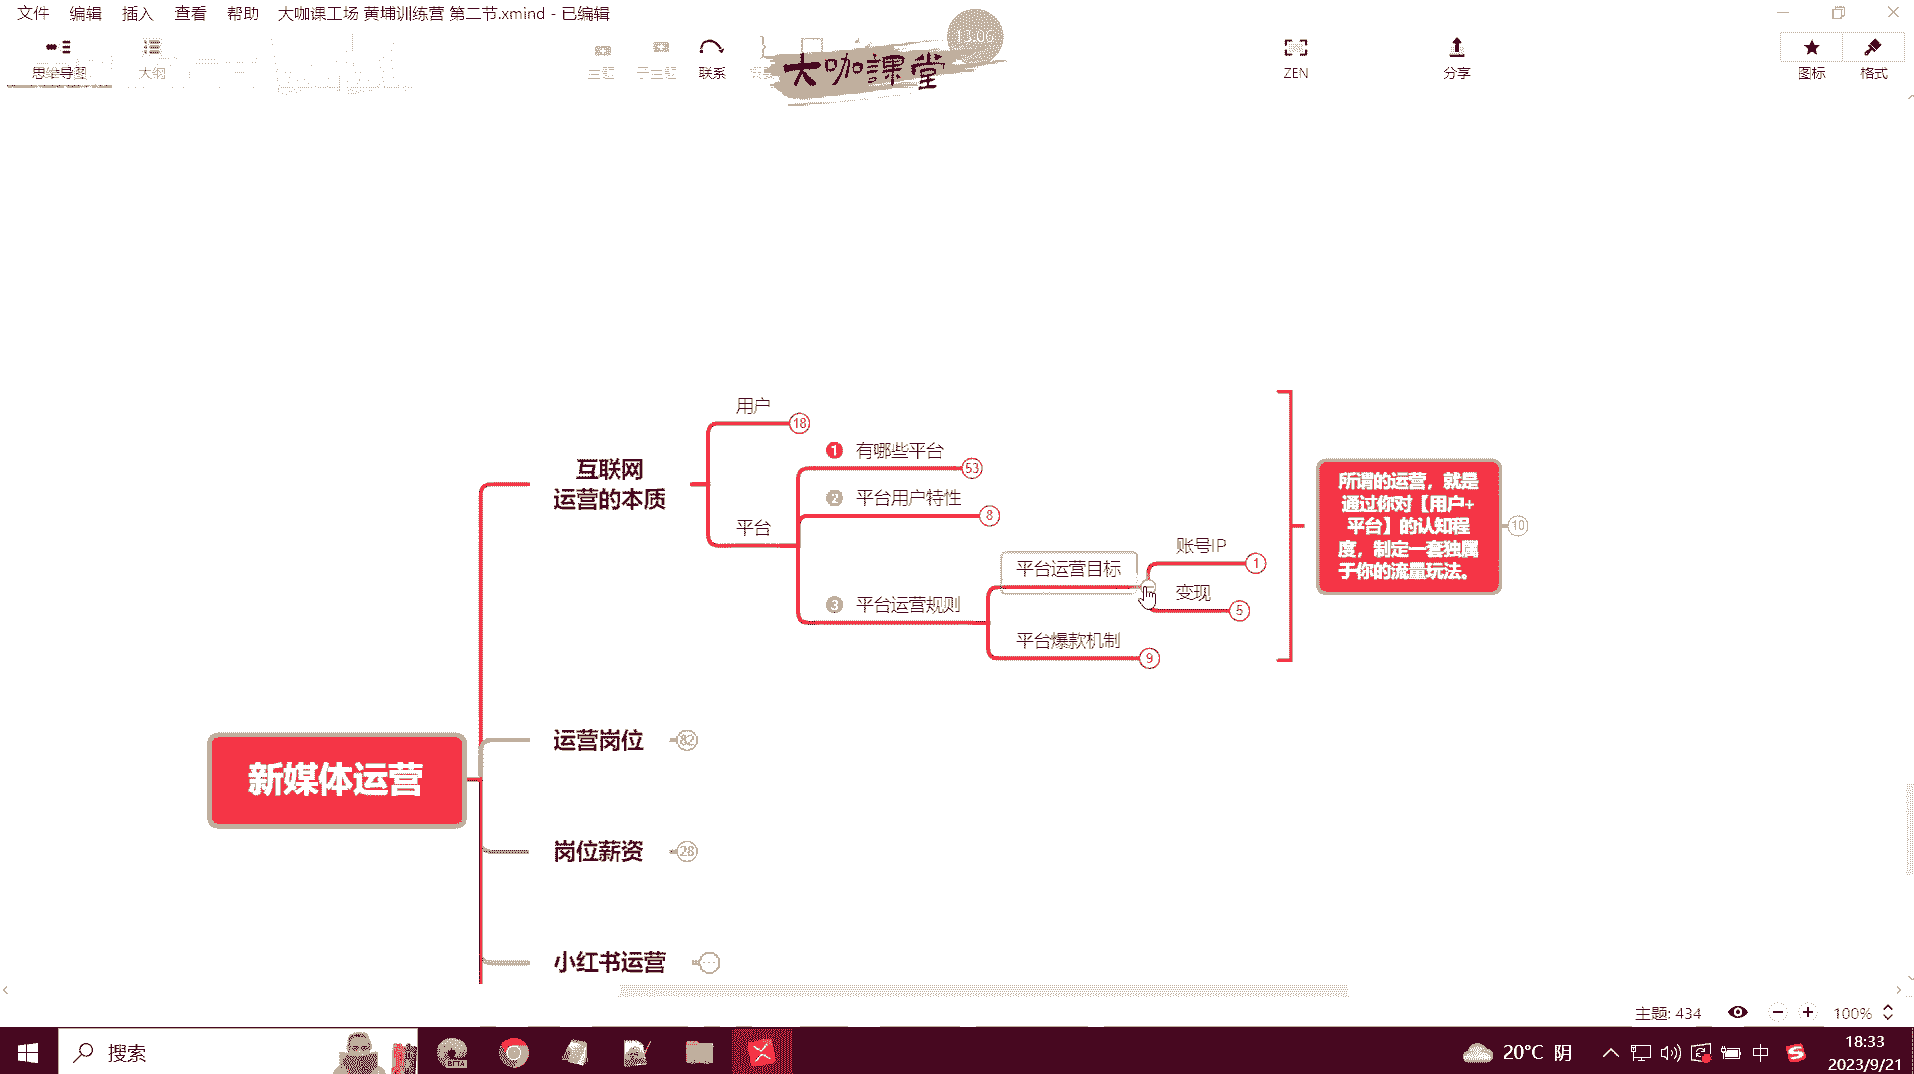 文件 编辑 插入 查看 帮助 大咖课工场 黄埔训练营 第二节.xmind - 已编辑
思维导图 大纲 主题 子主题 联系 ZEN 分享 图标 格式
大咖課堂
13:06
用户 18
1 有哪些平台 53
2 平台用户特性 8
互联网
运营的本质
平台
平台运营目标
账号IP 1
变现 5
3 平台运营规则
平台爆款机制 9
所谓的运营，就是
通过你对【用户+
平台】的认知程
度，制定一套独属
于你的流量玩法。
10
运营岗位 82
新媒体运营
岗位薪资 28
小红书运营
主题: 434 100%
搜索
BETA
20°C 阴
中
18:33
2023/9/21